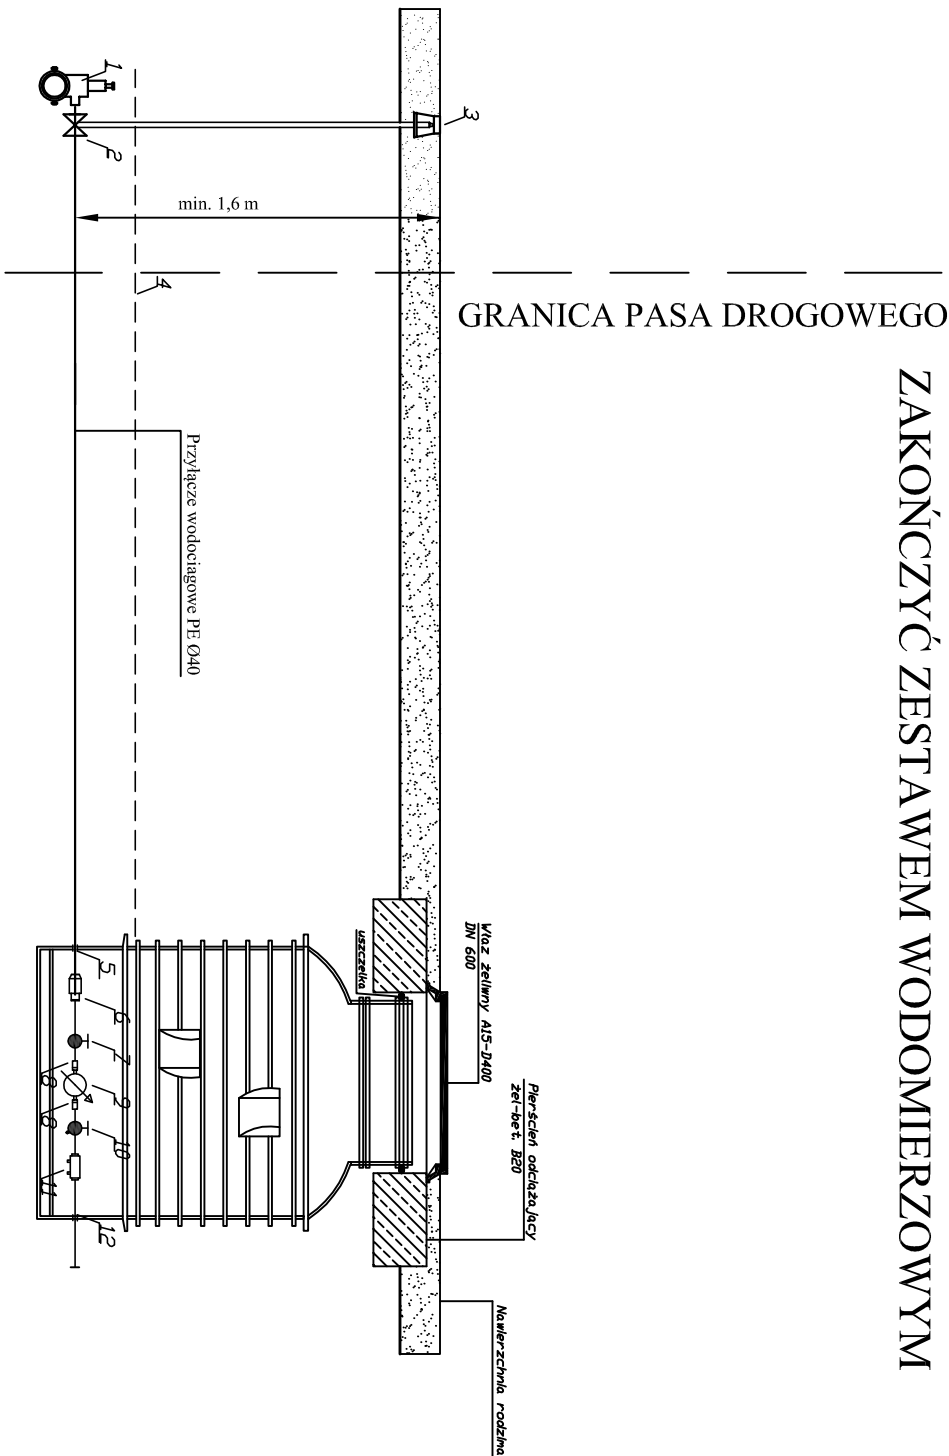 ZAKOŃCZYĆ ZESTAWEM WODOMIERZOWYM
GRANICA PASA DROGOWEGO
min. 1,6 m
Przyłącze wodociagowe PE Ø40
1
2
3
4
Właz żeliwny A15-D400
DN 600
Pierścień odciążający
żel-bet. B20
Nawierzchnia rodzima
uszczelka
5
6
7
8
9
8
10
11
12